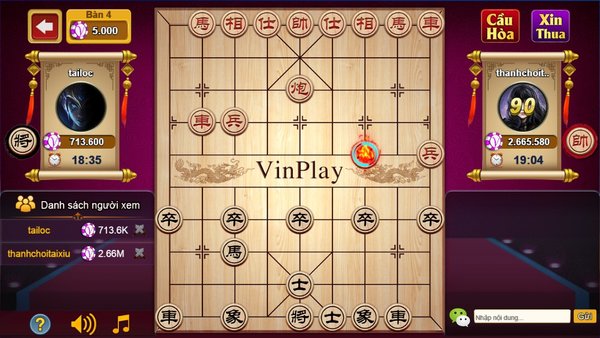 Bàn 4
5.000
Cầu Hòa
Xin Thua
馬 相 仕 帥 仕 相 馬 車
tailoc
thanhchoit..
90
炮
將
713.600
18:35
2.665.580
19:04
帥
車 兵
兵
VinPlay
Danh sách người xem
tailoc 713.6K
thanhchoitaixiu 2.66M
卒 卒 卒 卒 卒
馬
士
車 象 將 士 象 車
?
Nhập nội dung...
Gửi